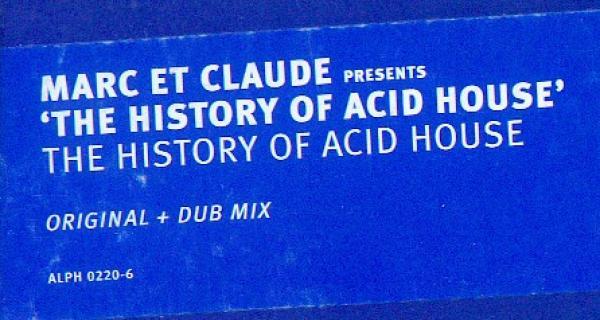 MARC ET CLAUDE PRESENTS
‘THE HISTORY OF ACID HOUSE’
THE HISTORY OF ACID HOUSE
ORIGINAL + DUB MIX
ALPH 0220-6